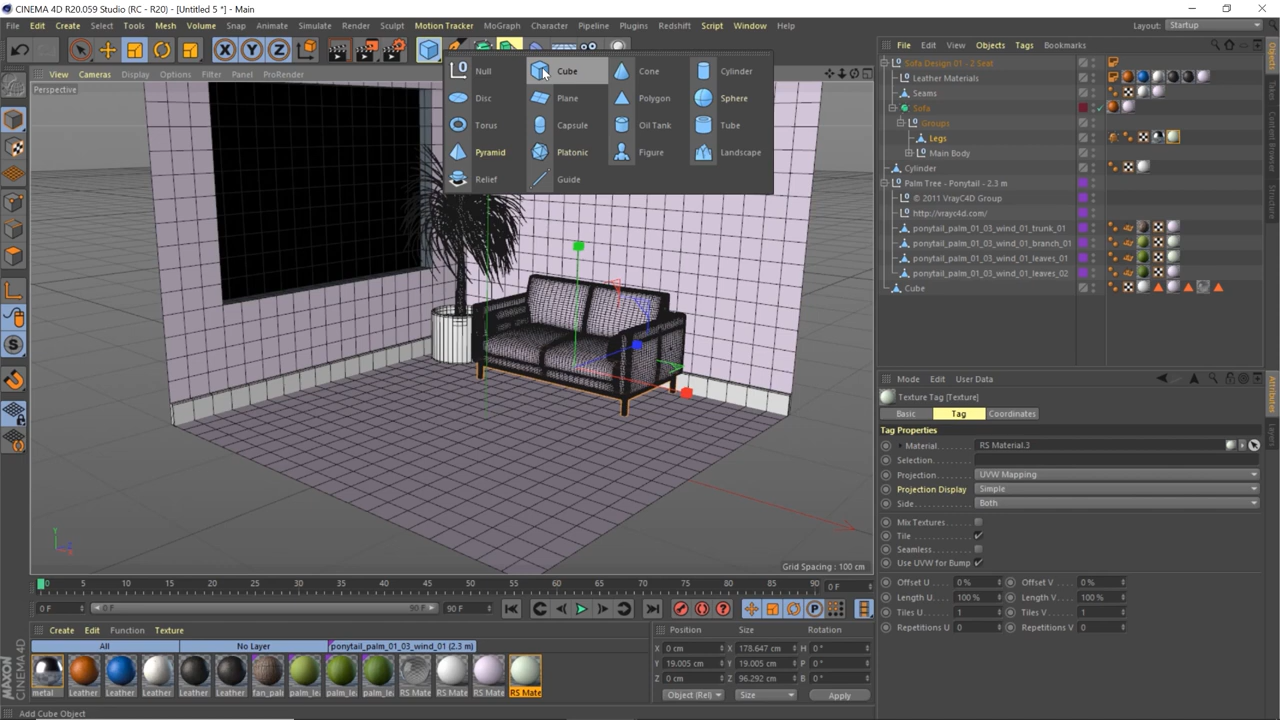 CINEMA 4D R20.059 Studio (RC - R20) - [Untitled 5 *] - Main
File Edit Create Select Tools Mesh Volume Snap Animate Simulate Render Sculpt Motion Tracker MoGraph Character Pipeline Plugins Redshift Script Window Help Layout: Startup
X Y Z
File Edit View Objects Tags Bookmarks
View Cameras Display Options Filter Panel ProRender
Perspective
Null Cube Cone Cylinder
Disc Plane Polygon Sphere
Torus Capsule Oil Tank Tube
Pyramid Platonic Figure Landscape
Relief Guide
Sofa Design 01 - 2 Seat
Leather Materials
Seams
Sofa
Groups
Legs
Main Body
Cylinder
Palm Tree - Ponytail - 2.3 m
© 2011 VrayC4D Group
http://vrayc4d.com/
ponytail_palm_01_03_wind_01_trunk_01
ponytail_palm_01_03_wind_01_branch_01
ponytail_palm_01_03_wind_01_leaves_01
ponytail_palm_01_03_wind_01_leaves_02
Cube
Objects
Structure
Mode Edit User Data
Texture Tag [Texture]
Basic Tag Coordinates
Tag Properties
Material RS Material.3
Selection
Projection UVW Mapping
Projection Display Simple
Side Both
Mix Textures
Tile
Seamless
Use UVW for Bump
Offset U 0 % Offset V 0 %
Length U 100 % Length V 100 %
Tiles U 1 Tiles V 1
Repetitions U 0 Repetitions V 0
Attributes
Layers
Grid Spacing : 100 cm
0 5 10 15 20 25 30 35 40 45 50 55 60 65 70 75 80 85 90 0 F
0 F 0 F 90 F 90 F
Create Edit Function Texture
All No Layer ponytail_palm_01_03_wind_01 (2.3 m)
metal Leather Leather Leather Leather Leather fan_pal palm_le palm_le palm_le RS Mate RS Mate RS Mate RS Mate
Position Size Rotation
X 0 cm X 178.647 cm H 0 °
Y 19.005 cm Y 19.005 cm P 0 °
Z 0 cm Z 96.292 cm B 0 °
Object (Rel) Size Apply
MAXON CINEMA 4D
Add Cube Object